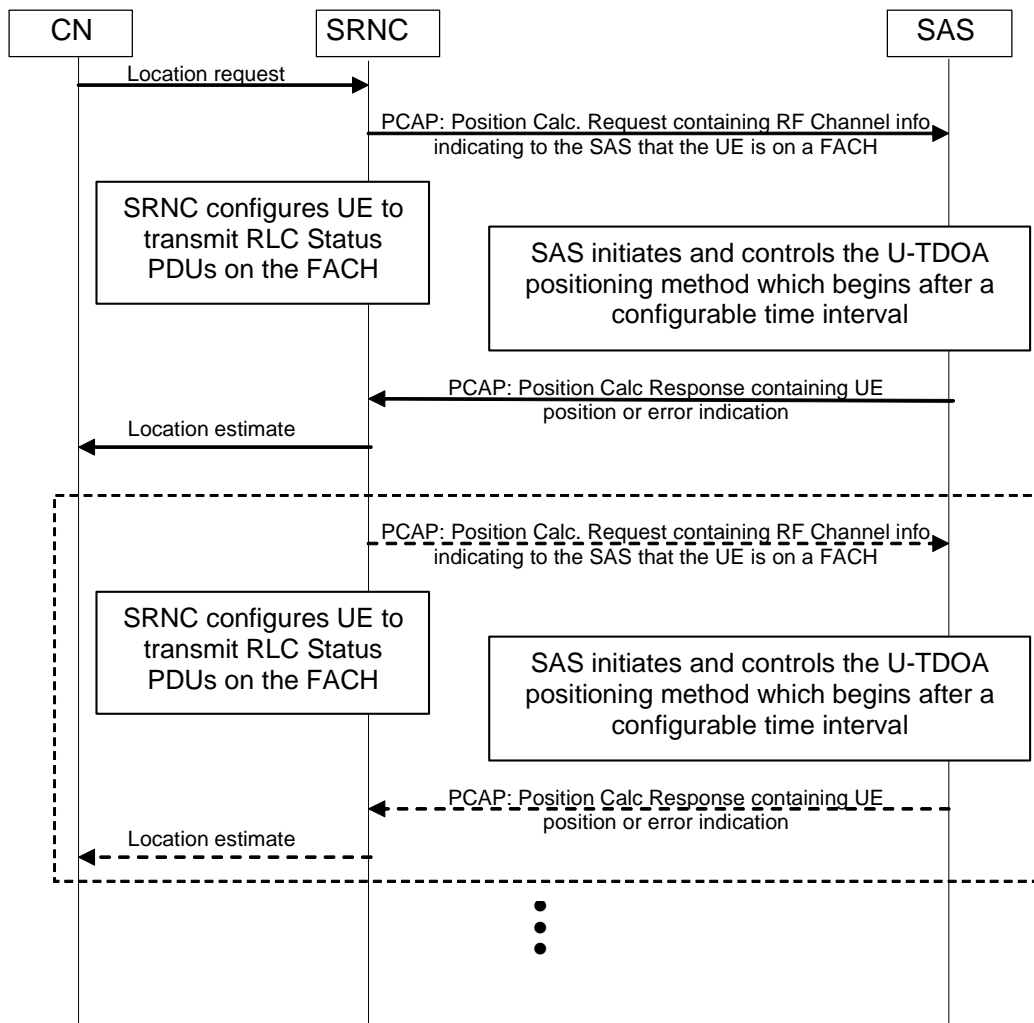 CN
SRNC
SAS
Location request
PCAP: Position Calc. Request containing RF Channel info
indicating to the SAS that the UE is on a FACH
SRNC configures UE to
transmit RLC Status
PDUs on the FACH
SAS initiates and controls the U-TDOA
positioning method which begins after a
configurable time interval
PCAP: Position Calc Response containing UE
position or error indication
Location estimate
PCAP: Position Calc. Request containing RF Channel info
indicating to the SAS that the UE is on a FACH
SRNC configures UE to
transmit RLC Status
PDUs on the FACH
SAS initiates and controls the U-TDOA
positioning method which begins after a
configurable time interval
PCAP: Position Calc Response containing UE
position or error indication
Location estimate